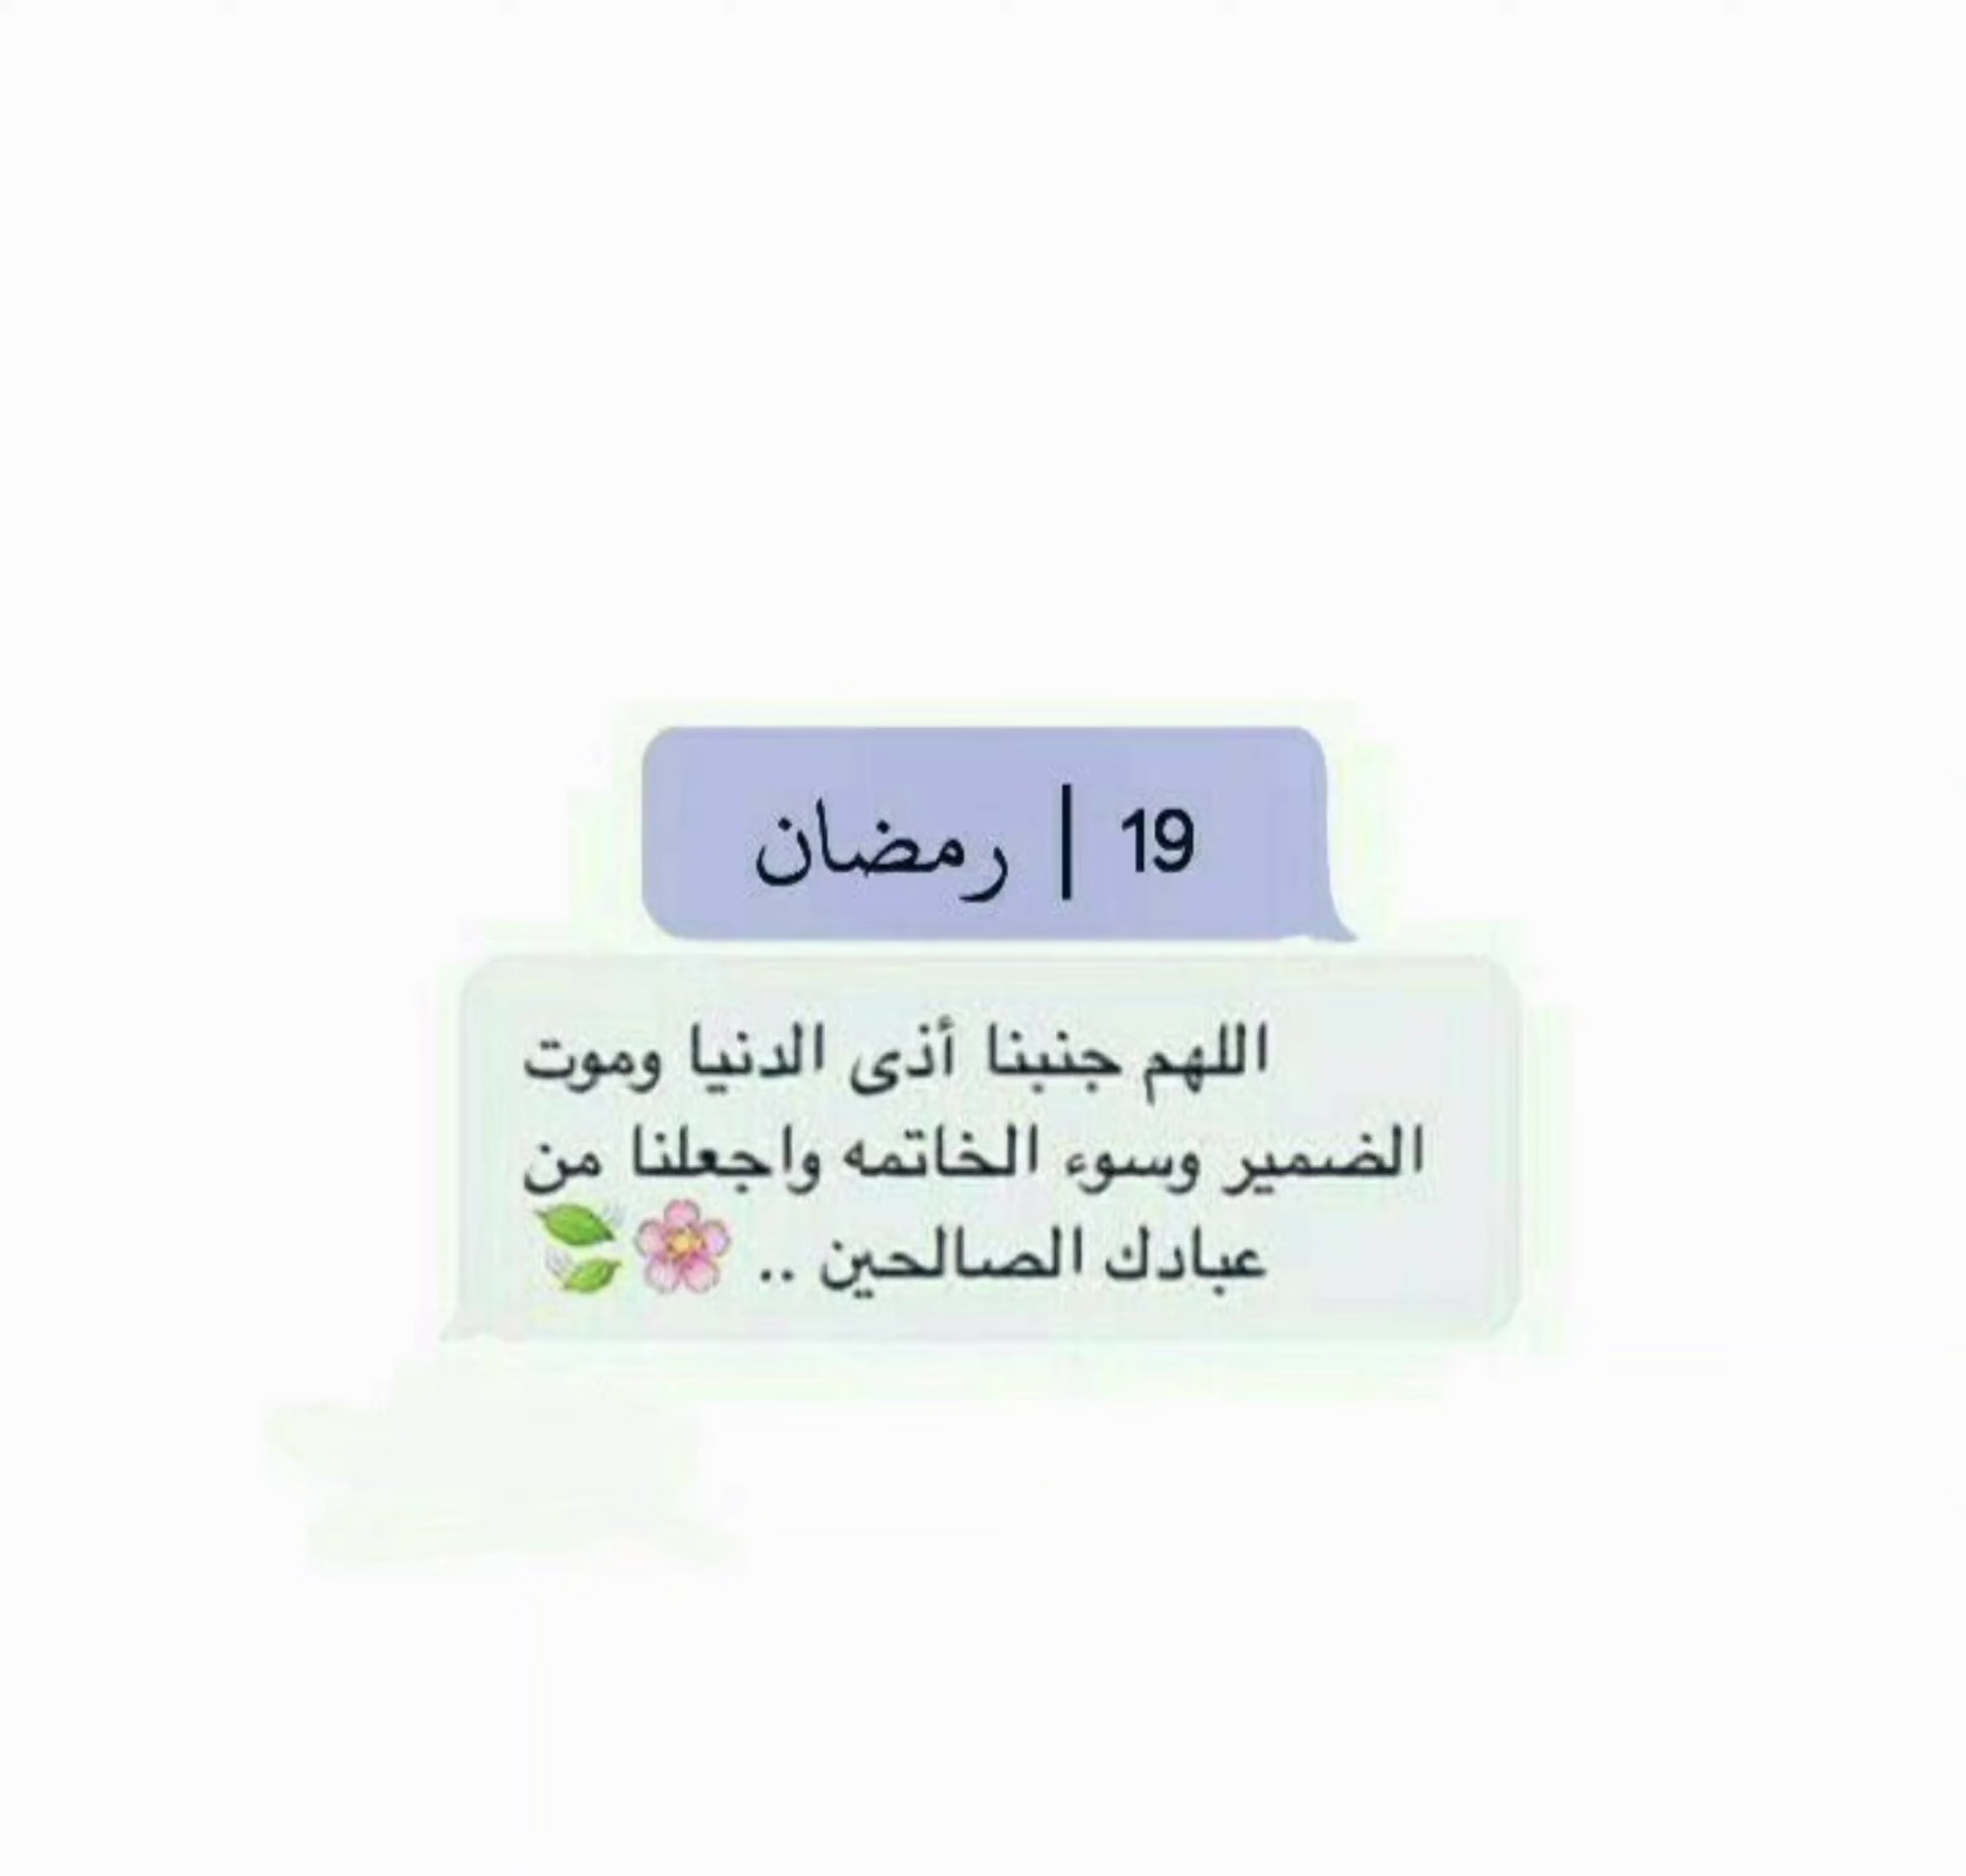 19 | رمضان
اللهم جنبنا أذى الدنيا وموت
الضمير وسوء الخاتمه واجعلنا من
عبادك الصالحين .. 🌸🍃